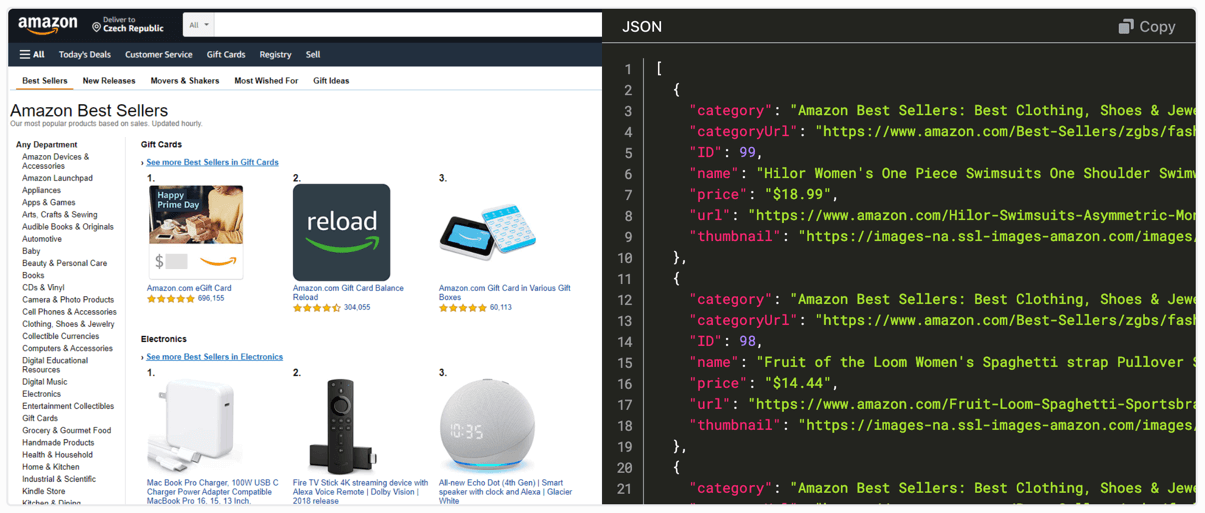 amazon
Deliver to
Czech Republic
All
All
Today's Deals
Customer Service
Gift Cards
Registry
Sell
Best Sellers
New Releases
Movers & Shakers
Most Wished For
Gift Ideas
Amazon Best Sellers
Our most popular products based on sales. Updated hourly.
Any Department
Amazon Devices &
Accessories
Amazon Launchpad
Appliances
Apps & Games
Arts, Crafts & Sewing
Audible Books & Originals
Automotive
Baby
Beauty & Personal Care
Books
CDs & Vinyl
Camera & Photo Products
Cell Phones & Accessories
Clothing, Shoes & Jewelry
Collectible Currencies
Computers & Accessories
Digital Educational
Resources
Digital Music
Electronics
Entertainment Collectibles
Gift Cards
Grocery & Gourmet Food
Handmade Products
Health & Household
Home & Kitchen
Industrial & Scientific
Kindle Store
Kitchen & Dining
Gift Cards
› See more Best Sellers in Gift Cards
1.
Happy
Prime Day
$
Amazon.com eGift Card
696,155
2.
reload
Amazon.com Gift Card Balance
Reload
304,055
3.
Amazon.com Gift Card in Various Gift
Boxes
60,113
Electronics
› See more Best Sellers in Electronics
1.
Mac Book Pro Charger, 100W USB C
Charger Power Adapter Compatible
MacBook Pro 16, 15, 13 Inch,
2.
Fire TV Stick 4K streaming device with
Alexa Voice Remote | Dolby Vision |
2018 release
3.
10:35
All-new Echo Dot (4th Gen) | Smart
speaker with clock and Alexa | Glacier
White
JSON
Copy
1 [
2 {
3 "category": "Amazon Best Sellers: Best Clothing, Shoes & Jewe
4 "categoryUrl": "https://www.amazon.com/Best-Sellers/zgbs/fash
5 "ID": 99,
6 "name": "Hilor Women's One Piece Swimsuits One Shoulder Swimw
7 "price": "$18.99",
8 "url": "https://www.amazon.com/Hilor-Swimsuits-Asymmetric-Mon
9 "thumbnail": "https://images-na.ssl-images-amazon.com/images/
10 },
11 {
12 "category": "Amazon Best Sellers: Best Clothing, Shoes & Jewe
13 "categoryUrl": "https://www.amazon.com/Best-Sellers/zgbs/fash
14 "ID": 98,
15 "name": "Fruit of the Loom Women's Spaghetti strap Pullover S
16 "price": "$14.44",
17 "url": "https://www.amazon.com/Fruit-Loom-Spaghetti-Sportsbra
18 "thumbnail": "https://images-na.ssl-images-amazon.com/images/
19 },
20 {
21 "category": "Amazon Best Sellers: Best Clothing, Shoes & Jewe